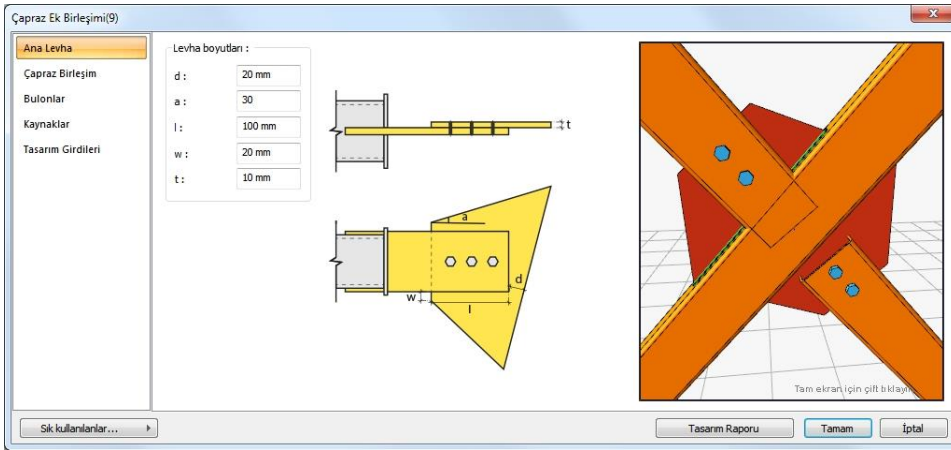 Çapraz Ek Birleşimi(9)
Ana Levha
Çapraz Birleşim
Bulonlar
Kaynaklar
Tasarım Girdileri
Levha boyutları :
d : 20 mm
a : 30
l : 100 mm
w : 20 mm
t : 10 mm
t
a
d
w
l
Tam ekran için çift tıklayın
Sık kullanılanlar...
Tasarım Raporu
Tamam
İptal